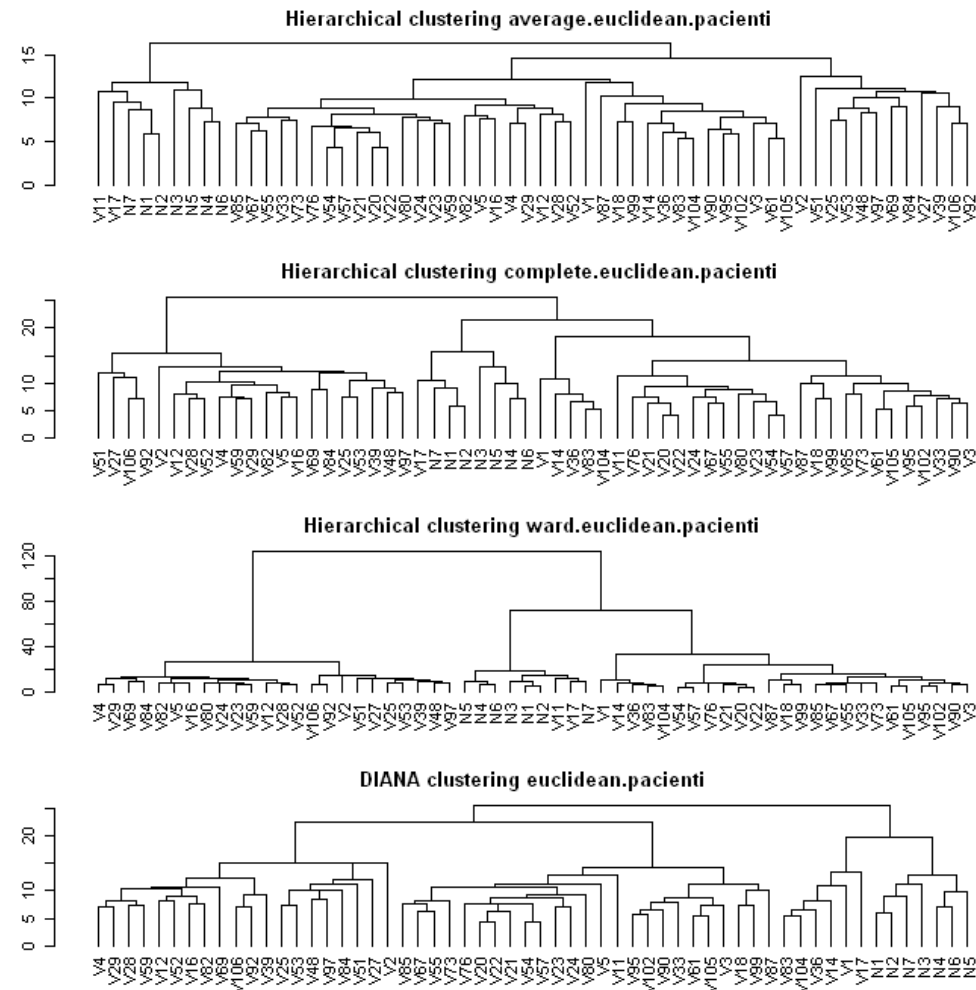 Hierarchical clustering average.euclidean.pacienti
15
10
5
0
V11 V17 N7 N1 N2 N3 N5 N4 N6 V85 V67 V55 V33 V73 V76 V54 V57 V21 V20 V22 V80 V24 V23 V59 V82 V5 V16 V4 V29 V12 V28 V52 V1 V87 V18 V99 V14 V36 V83 V104 V90 V95 V102 V3 V61 V105 V2 V51 V25 V53 V48 V97 V69 V84 V27 V39 V106 V92
Hierarchical clustering complete.euclidean.pacienti
20
10
5
0
V51 V27 V106 V92 V2 V12 V28 V52 V4 V59 V29 V82 V5 V16 V69 V84 V25 V53 V39 V48 V97 V17 N7 N1 N2 N3 N5 N4 N6 V1 V14 V36 V83 V104 V11 V76 V21 V20 V22 V24 V67 V55 V80 V23 V54 V57 V87 V18 V99 V85 V73 V61 V105 V95 V102 V33 V90 V3
Hierarchical clustering ward.euclidean.pacienti
120
80
40
0
V4 V29 V69 V84 V82 V5 V16 V80 V24 V23 V59 V12 V28 V52 V106 V92 V2 V51 V27 V25 V53 V39 V48 V97 N5 N4 N6 N3 N1 N2 V11 V17 N7 V1 V14 V36 V83 V104 V54 V57 V76 V21 V20 V22 V87 V18 V99 V85 V67 V55 V33 V73 V61 V105 V95 V102 V90 V3
DIANA clustering euclidean.pacienti
20
10
5
0
V4 V29 V28 V59 V12 V52 V16 V82 V69 V106 V92 V39 V25 V53 V48 V97 V84 V51 V27 V2 V85 V67 V55 V73 V76 V20 V22 V21 V54 V57 V23 V24 V80 V5 V11 V95 V102 V90 V33 V61 V105 V3 V18 V99 V87 V83 V104 V36 V14 V1 V17 N1 N2 N7 N3 N4 N6 N5